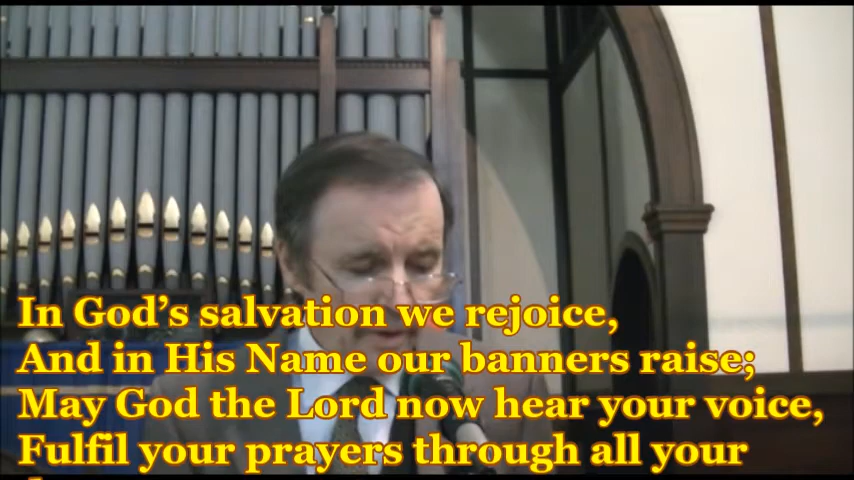 In God's salvation we rejoice,
And in His Name our banners raise;
May God the Lord now hear your voice,
Fulfil your prayers through all your